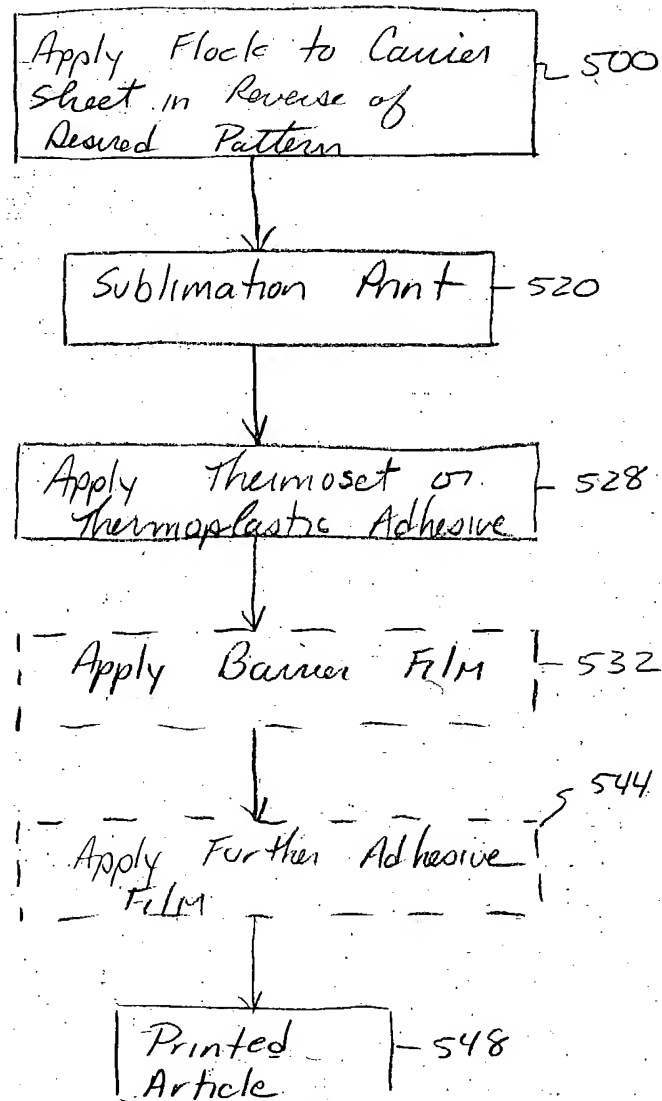 Apply Flock to Carrier
Sheet in Reverse of
Desired Pattern
500
Sublimation Print
520
Apply Thermoset or
Thermoplastic Adhesive
528
Apply Barrier Film
532
544
Apply Further Adhesive
Film
Printed
Article
548